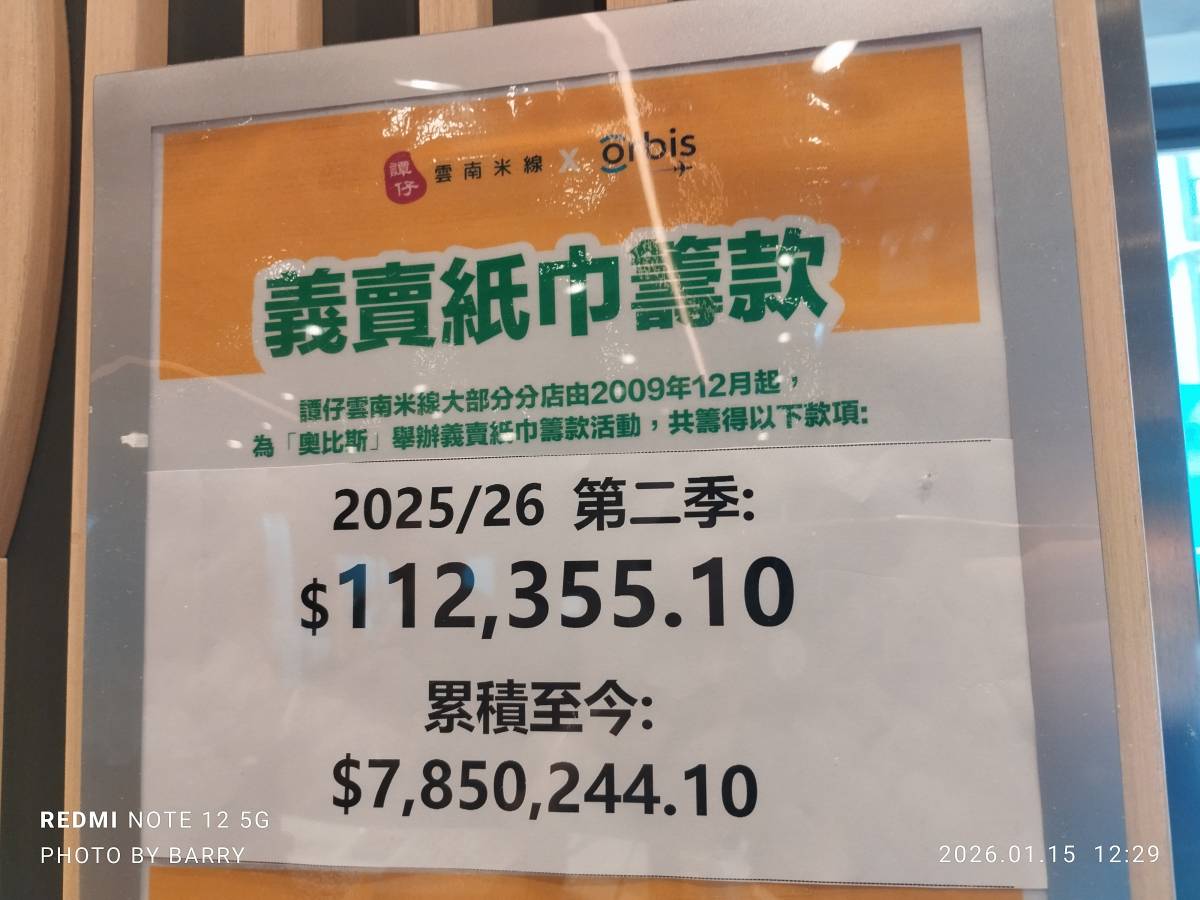 譚仔 雲南米線 X orbis
義賣紙巾籌款
譚仔雲南米線大部分分店由2009年12月起，
為「奧比斯」舉辦義賣紙巾籌款活動，共籌得以下款項:
2025/26 第二季:
$112,355.10
累積至今:
$7,850,244.10
REDMI NOTE 12 5G
PHOTO BY BARRY
2026.01.15 12:29